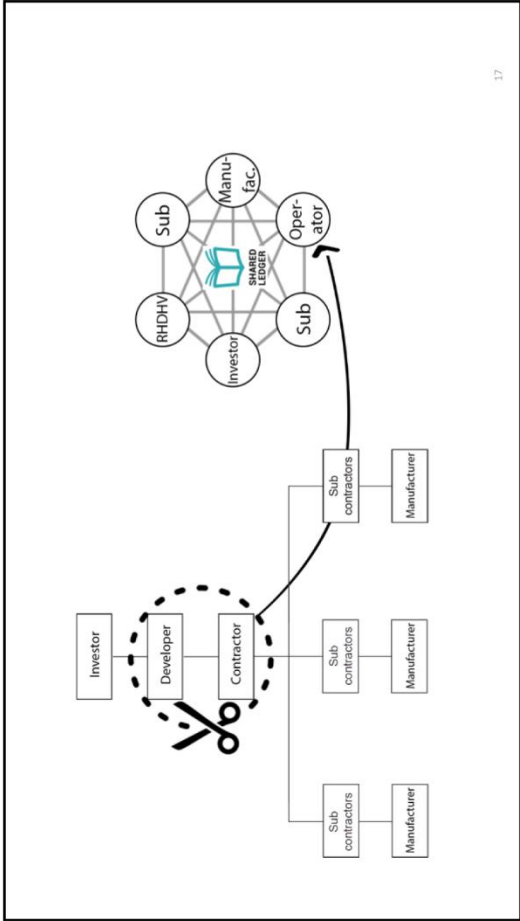 Investor
Developer
Contractor
Sub
contractors
Sub
contractors
Sub
contractors
Manufacturer
Manufacturer
Manufacturer
RHDHV
Sub
Investor
SHARED
LEDGER
Manu-
fac.
Sub
Oper-
ator
17